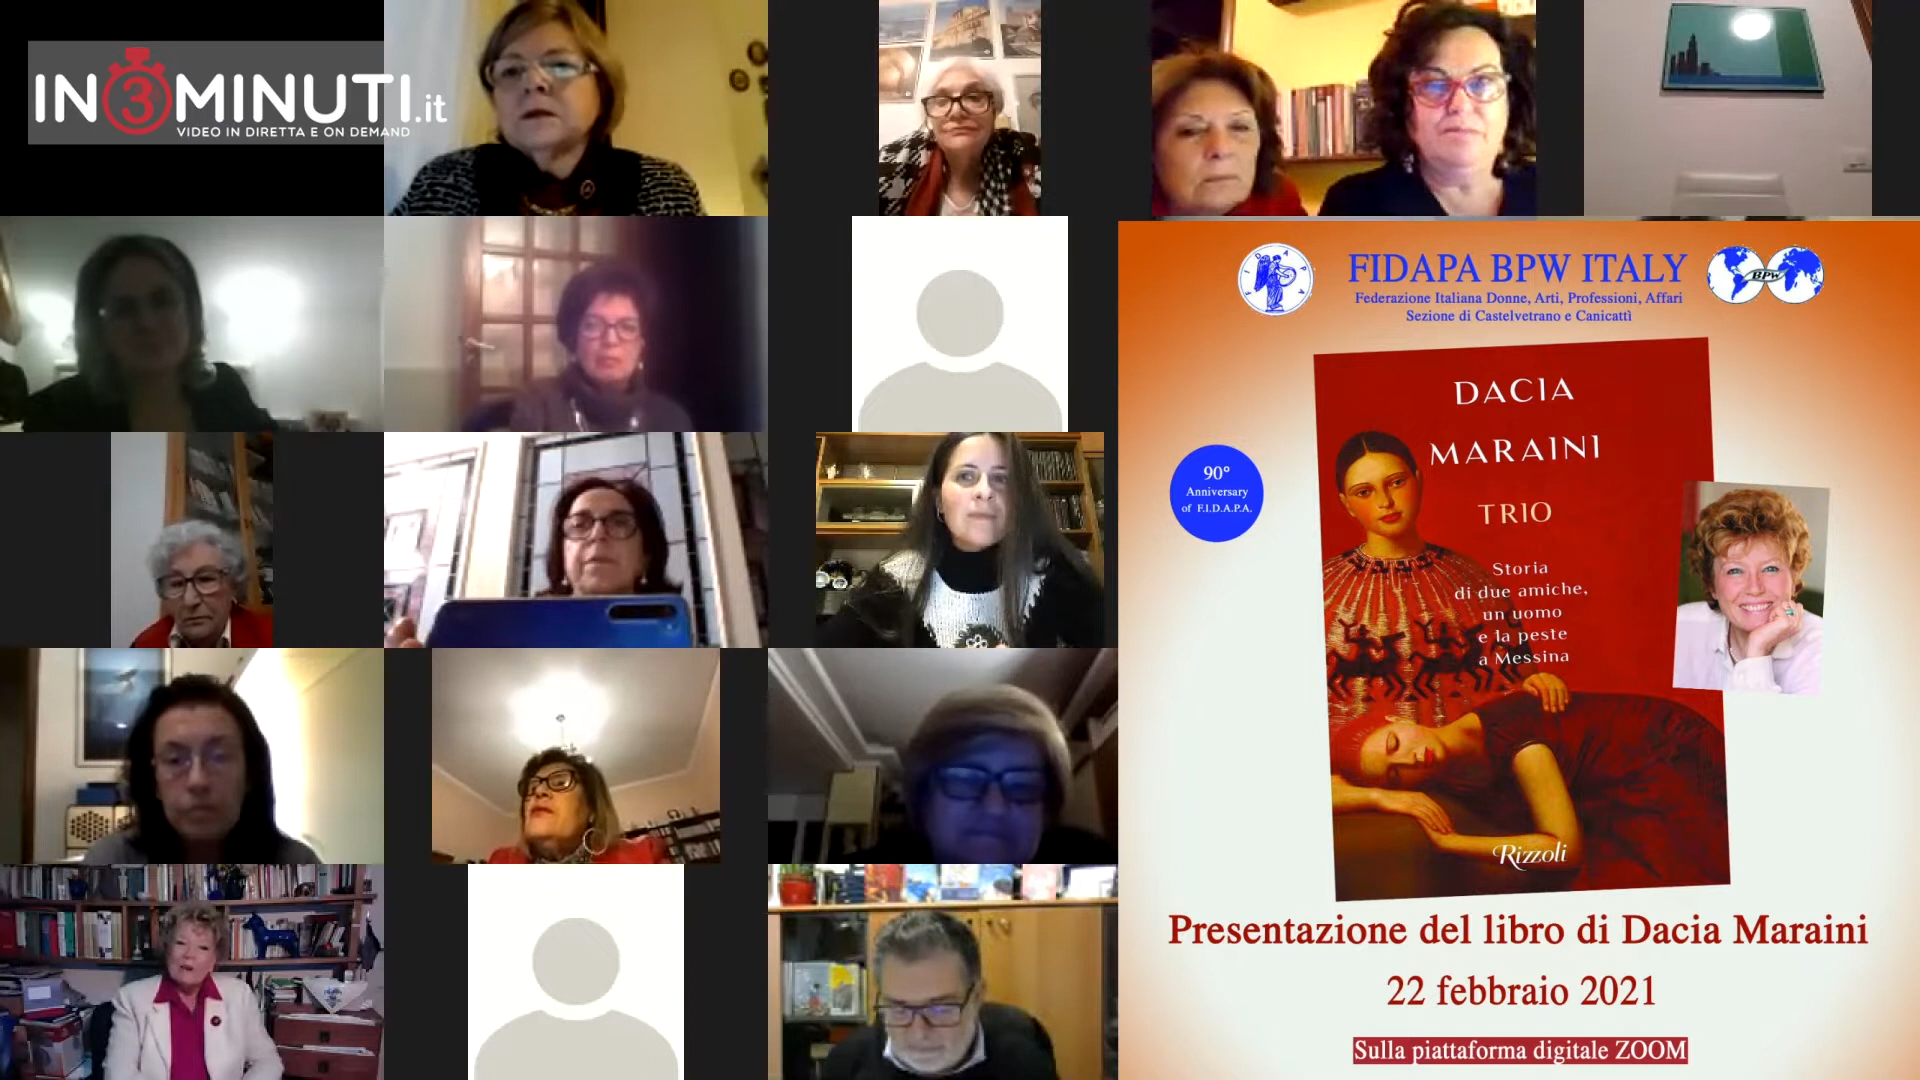 IN3MINUTI.it
VIDEO IN DIRETTA E ON DEMAND
FIDAPA BPW ITALY
Federazione Italiana Donne, Arti, Professioni, Affari
Sezione di Castelvetrano e Canicattì
F I D A P A
BPW
90°
Anniversary
of F.I.D.A.P.A.
DACIA
MARAINI
TRIO
Storia
di due amiche,
un uomo
e la peste
a Messina
Rizzoli
Presentazione del libro di Dacia Maraini
22 febbraio 2021
Sulla piattaforma digitale ZOOM